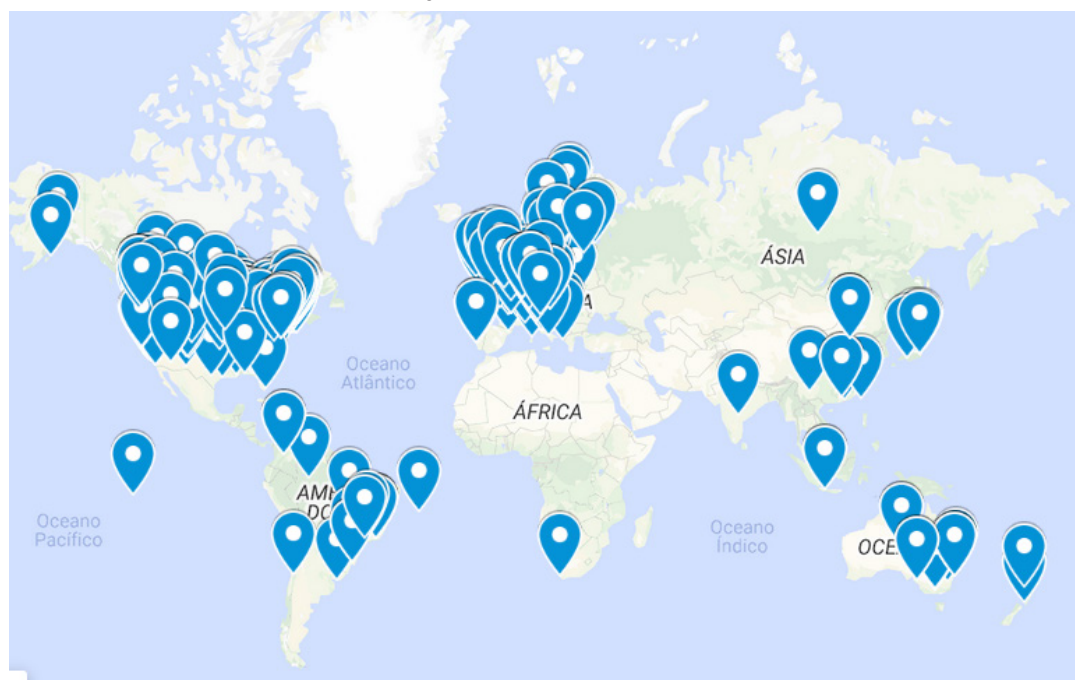 ÁSIA
Oceano
Atlântico
ÁFRICA
Oceano
Pacífico
Oceano
Índico